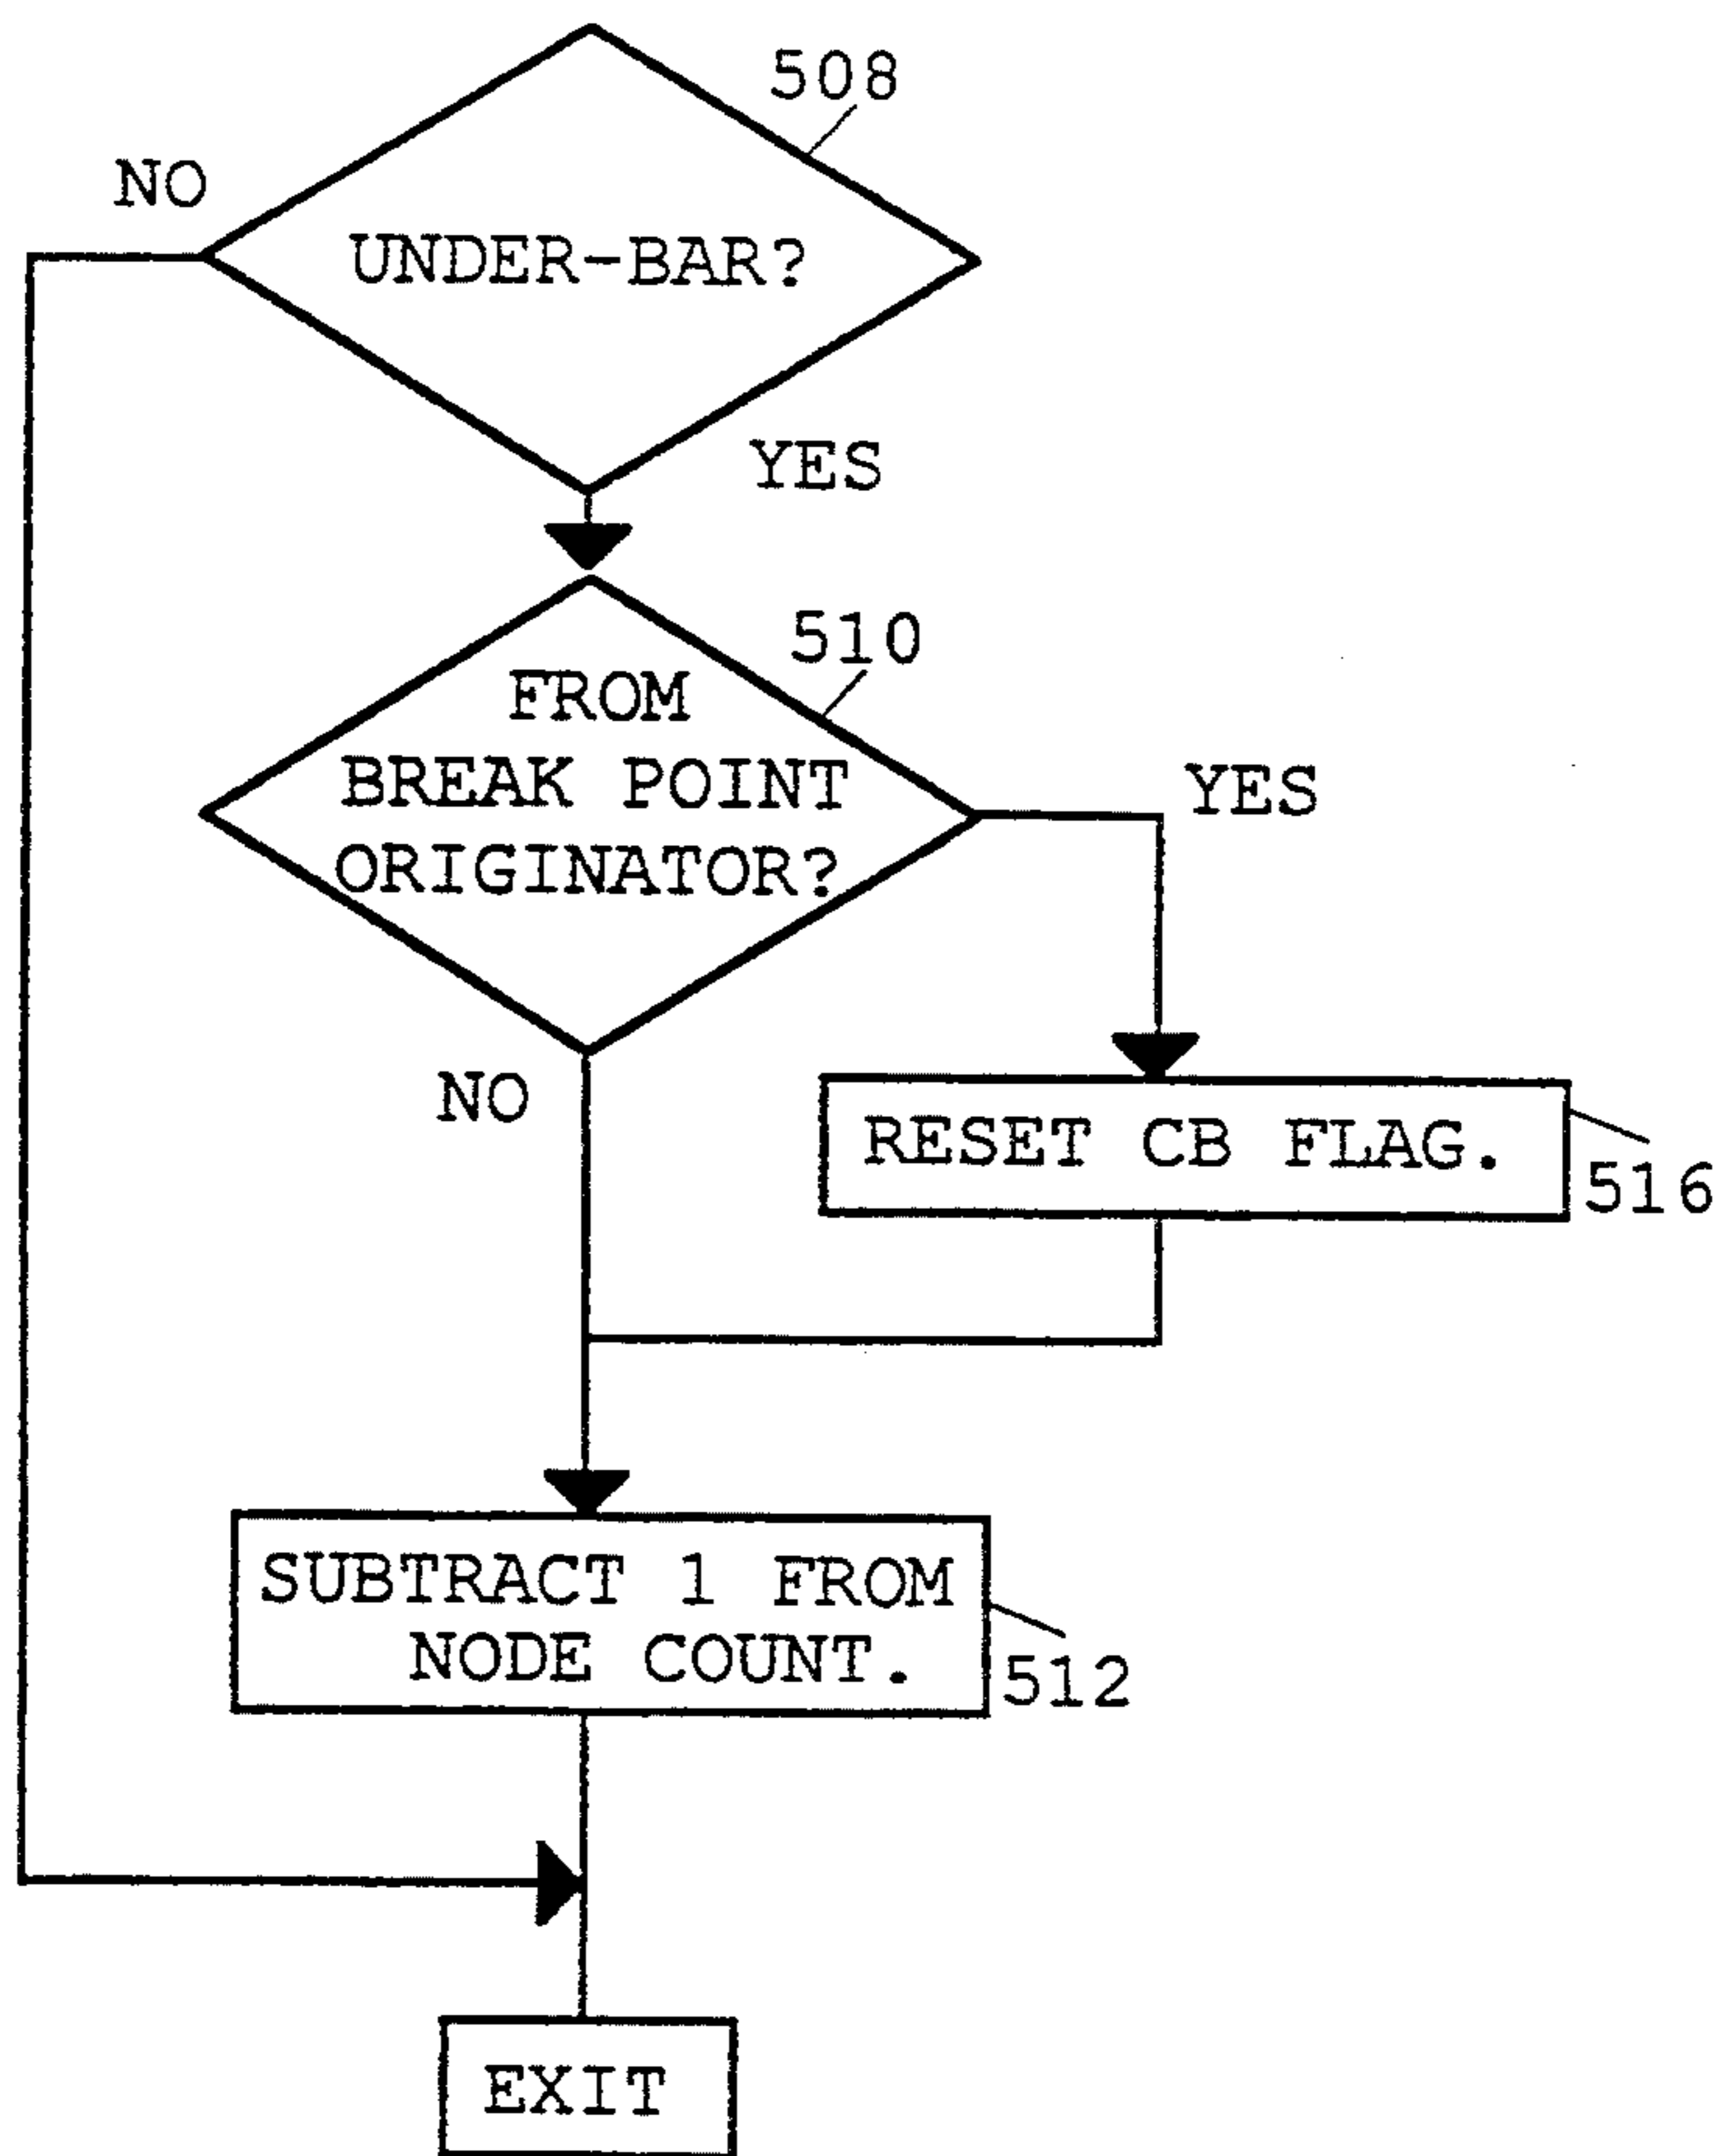 508
NO
UNDER-BAR?
YES
510
FROM
BREAK POINT
ORIGINATOR?
YES
NO
RESET CB FLAG.
516
SUBTRACT 1 FROM
NODE COUNT.
512
EXIT